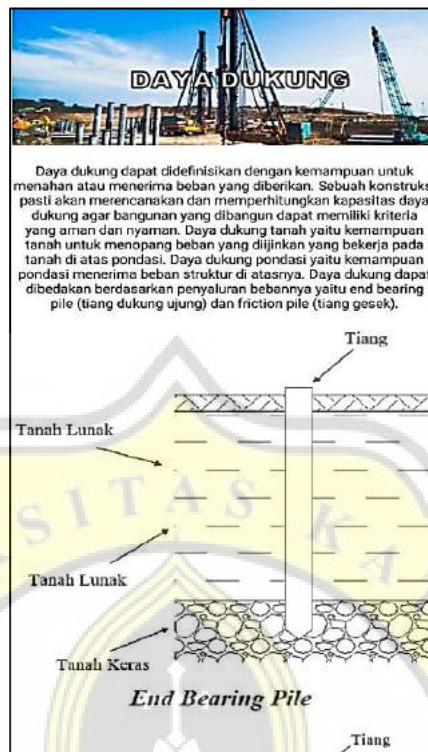 DAYA DUKUNG
Daya dukung dapat didefinisikan dengan kemampuan untuk
menahan atau menerima beban yang diberikan. Sebuah konstruks
pasti akan merencanakan dan memperhitungkan kapasitas daya
dukung agar bangunan yang dibangun dapat memiliki kriteria
yang aman dan nyaman. Daya dukung tanah yaitu kemampuan
tanah untuk menopang beban yang diijinkan yang bekerja pada
tanah di atas pondasi. Daya dukung pondasi yaitu kemampuan
pondasi menerima beban struktur di atasnya. Daya dukung dapat
dibedakan berdasarkan penyaluran bebannya yaitu end bearing
pile (tiang dukung ujung) dan friction pile (tiang gesek).
Tiang
Tanah Lunak
SITAS KA
Tanah Lunak
Tanah Keras
End Bearing Pile
Tiang